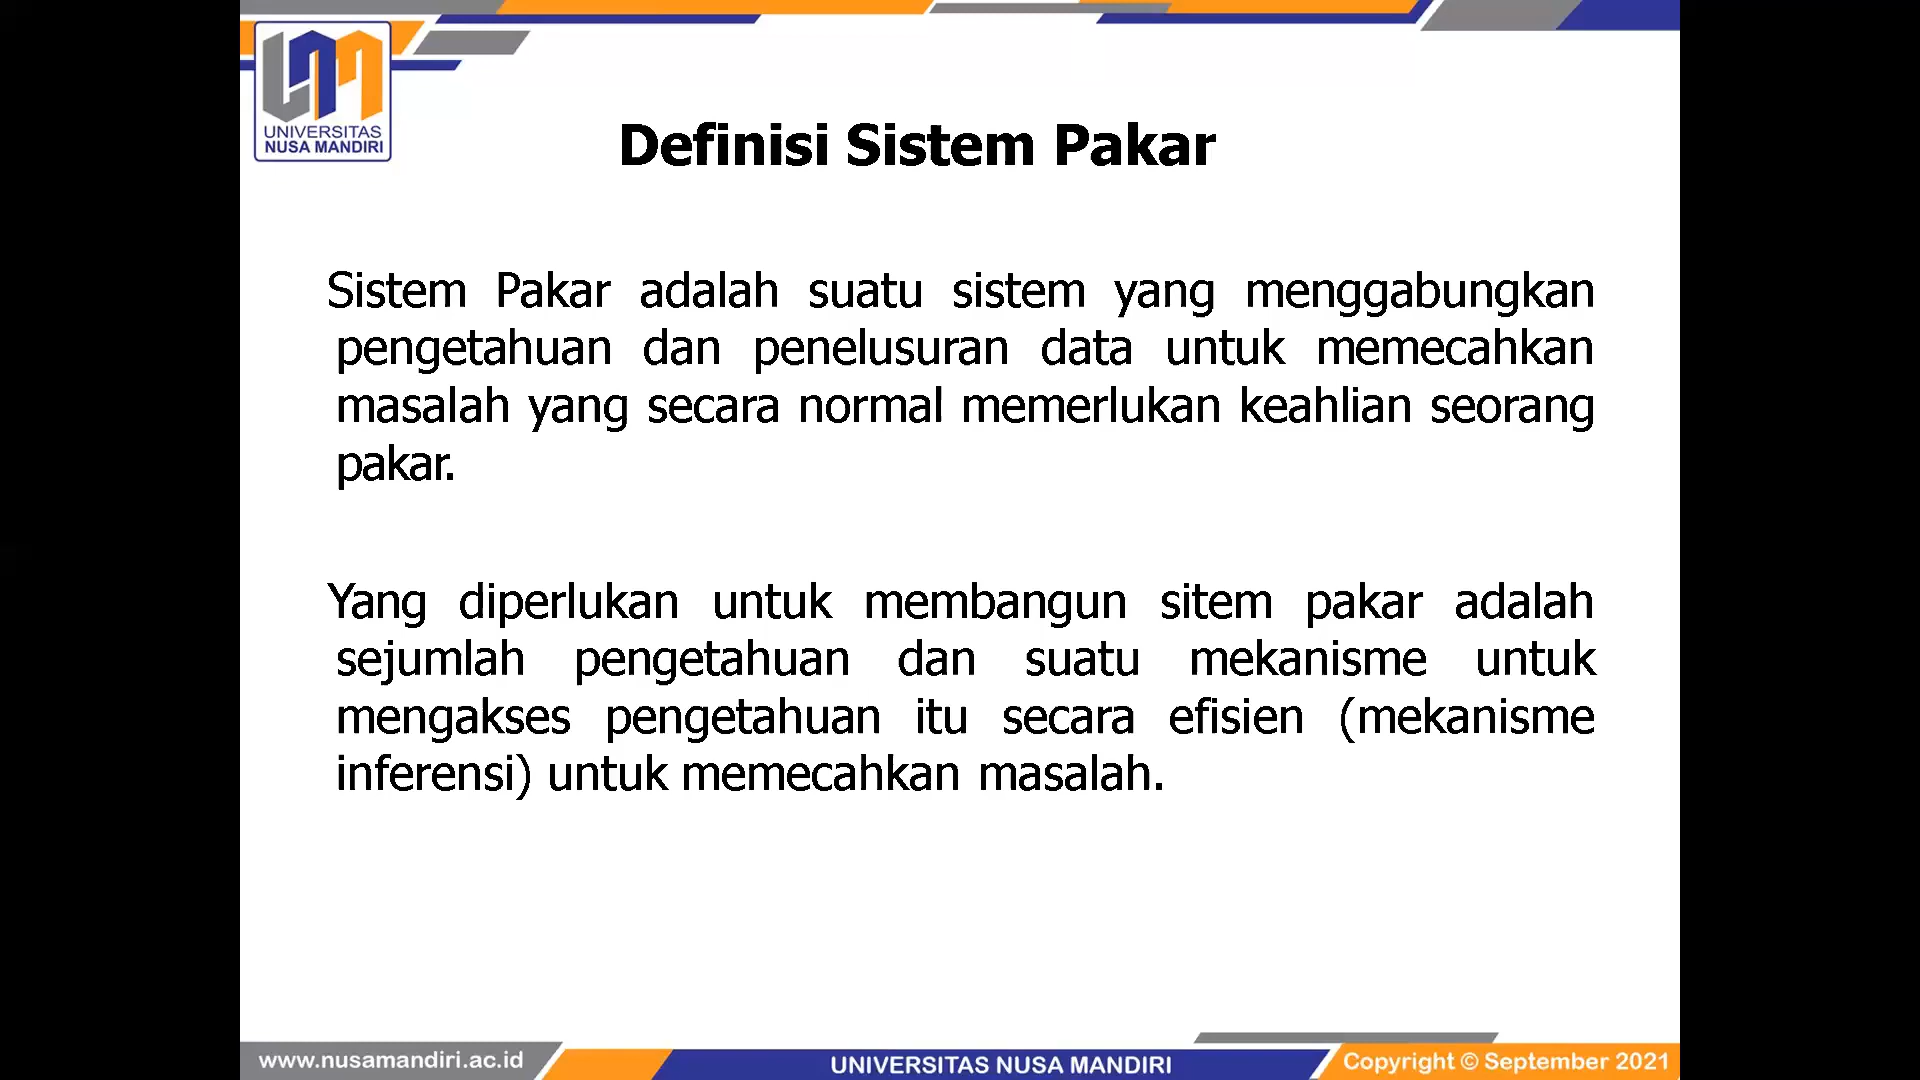 UNIVERSITAS
NUSA MANDIRI
Definisi Sistem Pakar
Sistem Pakar adalah suatu sistem yang menggabungkan
pengetahuan dan penelusuran data untuk memecahkan
masalah yang secara normal memerlukan keahlian seorang
pakar.
Yang diperlukan untuk membangun sitem pakar adalah
sejumlah pengetahuan dan suatu mekanisme untuk
mengakses pengetahuan itu secara efisien (mekanisme
inferensi) untuk memecahkan masalah.
www.nusamandiri.ac.id
UNIVERSITAS NUSA MANDIRI
Copyright © September 2021